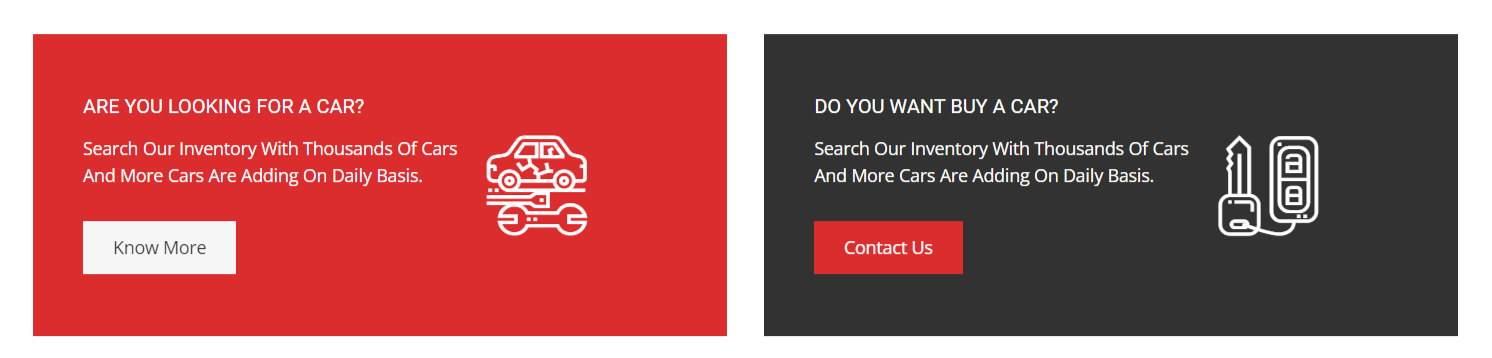 ARE YOU LOOKING FOR A CAR?
Search Our Inventory With Thousands Of Cars
And More Cars Are Adding On Daily Basis.
Know More
DO YOU WANT BUY A CAR?
Search Our Inventory With Thousands Of Cars
And More Cars Are Adding On Daily Basis.
Contact Us